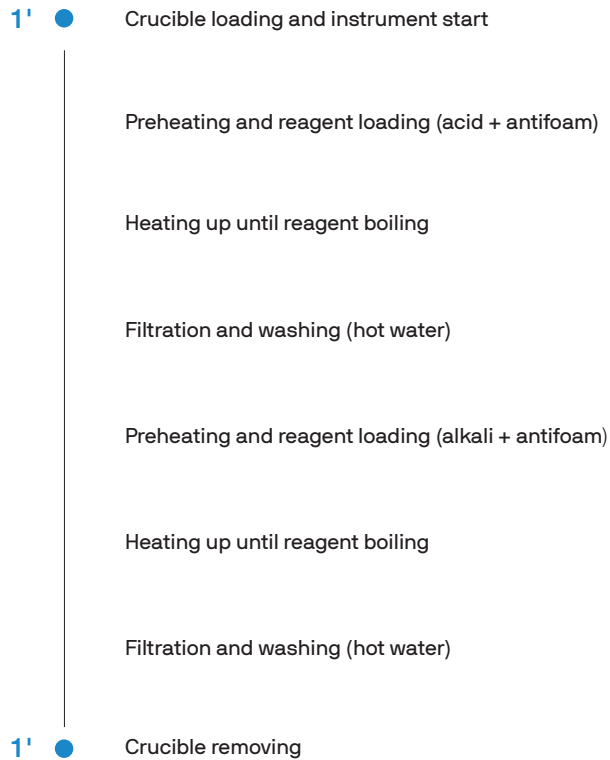 1' Crucible loading and instrument start
Preheating and reagent loading (acid + antifoam)
Heating up until reagent boiling
Filtration and washing (hot water)
Preheating and reagent loading (alkali + antifoam)
Heating up until reagent boiling
Filtration and washing (hot water)
1' Crucible removing